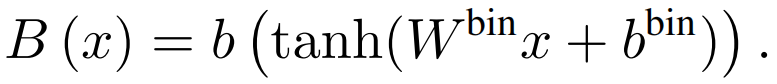 B (x) = b (tanh(W^bin x + b^bin)) .